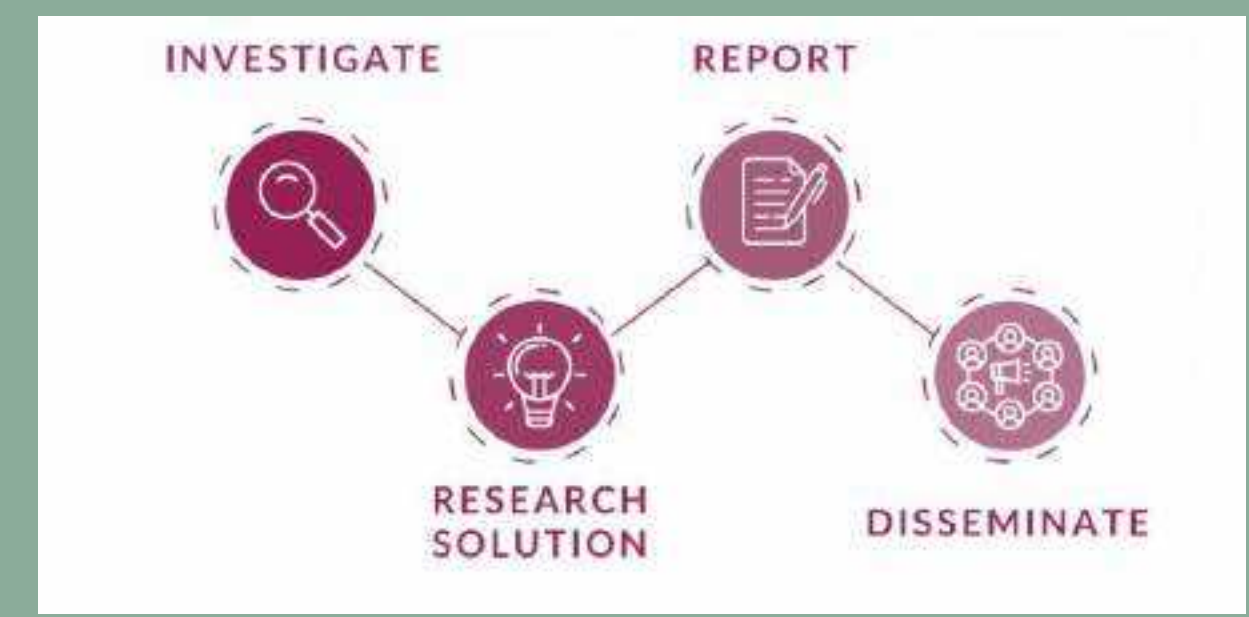 INVESTIGATE
REPORT
RESEARCH
SOLUTION
DISSEMINATE